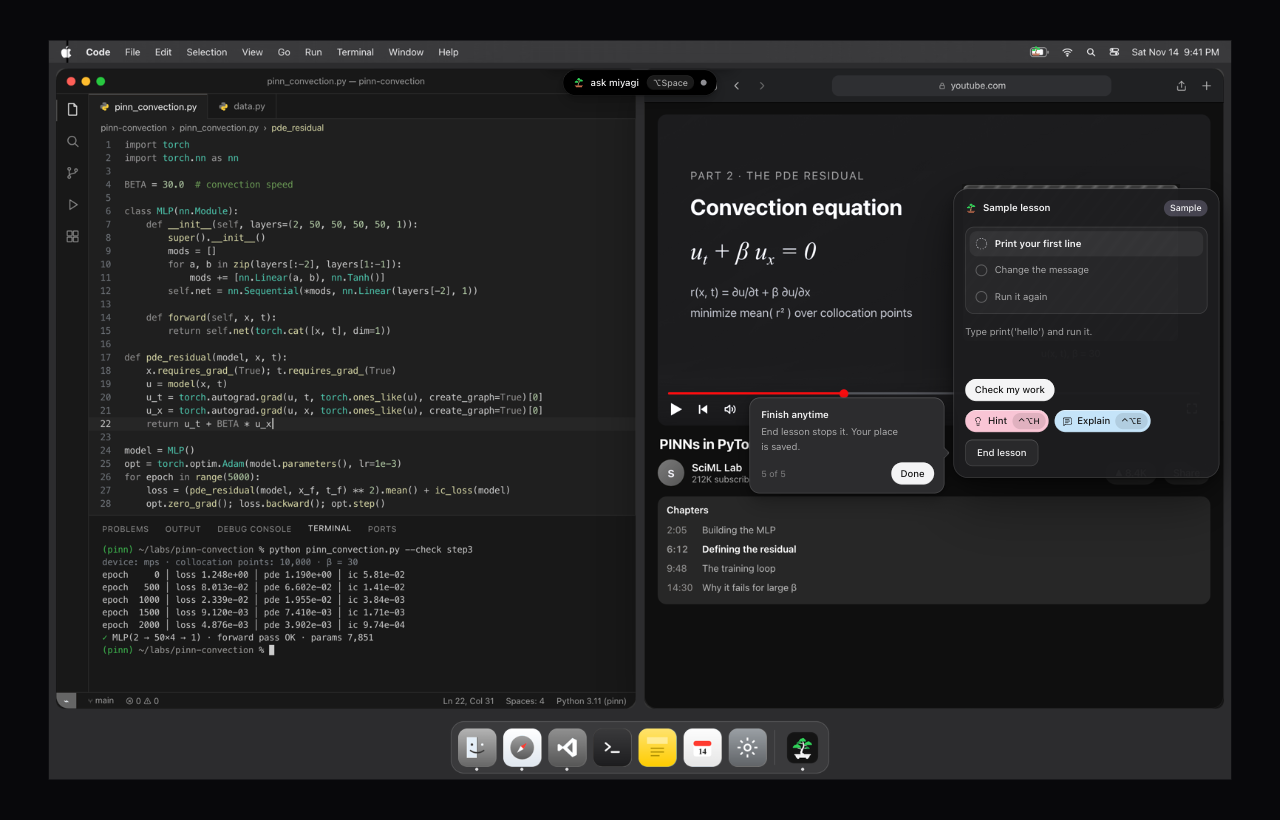 Code File Edit Selection View Go Run Terminal Window Help
Sat Nov 14 9:41 PM
pinn_convection.py — pinn-convection
ask miyagi ⌥Space
youtube.com
pinn_convection.py data.py
pinn-convection › pinn_convection.py › pde_residual
1 import torch
2 import torch.nn as nn
3
4 BETA = 30.0 # convection speed
5
6 class MLP(nn.Module):
7 def __init__(self, layers=(2, 50, 50, 50, 50, 1)):
8 super().__init__()
9 mods = []
10 for a, b in zip(layers[:-2], layers[1:-1]):
11 mods += [nn.Linear(a, b), nn.Tanh()]
12 self.net = nn.Sequential(*mods, nn.Linear(layers[-2], 1))
13
14 def forward(self, x, t):
15 return self.net(torch.cat([x, t], dim=1))
16
17 def pde_residual(model, x, t):
18 x.requires_grad_(True); t.requires_grad_(True)
19 u = model(x, t)
20 u_t = torch.autograd.grad(u, t, torch.ones_like(u), create_graph=True)[0]
21 u_x = torch.autograd.grad(u, x, torch.ones_like(u), create_graph=True)[0]
22 return u_t + BETA * u_x
23
24 model = MLP()
25 opt = torch.optim.Adam(model.parameters(), lr=1e-3)
26 for epoch in range(5000):
27 loss = (pde_residual(model, x_f, t_f) ** 2).mean() + ic_loss(model)
28 opt.zero_grad(); loss.backward(); opt.step()
PROBLEMS OUTPUT DEBUG CONSOLE TERMINAL PORTS
(pinn) ~/labs/pinn-convection % python pinn_convection.py --check step3
device: mps · collocation points: 10,000 · β = 30
epoch 0 | loss 1.248e+00 | pde 1.190e+00 | ic 5.81e-02
epoch 500 | loss 8.013e-02 | pde 6.602e-02 | ic 1.41e-02
epoch 1000 | loss 2.339e-02 | pde 1.955e-02 | ic 3.84e-03
epoch 1500 | loss 9.120e-03 | pde 7.410e-03 | ic 1.71e-03
epoch 2000 | loss 4.876e-03 | pde 3.902e-03 | ic 9.74e-04
✓ MLP(2 → 50×4 → 1) · forward pass OK · params 7,851
(pinn) ~/labs/pinn-convection %
main 0 0 Ln 22, Col 31 Spaces: 4 Python 3.11 (pinn)
PART 2 · THE PDE RESIDUAL
Convection equation
u_t + β u_x = 0
r(x, t) = ∂u/∂t + β ∂u/∂x
minimize mean( r² ) over collocation points
PINNs in PyTo
S
SciML Lab
212K subscrib
Chapters
2:05 Building the MLP
6:12 Defining the residual
9:48 The training loop
14:30 Why it fails for large β
Finish anytime
End lesson stops it. Your place
is saved.
5 of 5 Done
Sample lesson Sample
Print your first line
Change the message
Run it again
Type print('hello') and run it.
Check my work
Hint ^⌥H Explain ^⌥E
End lesson
14